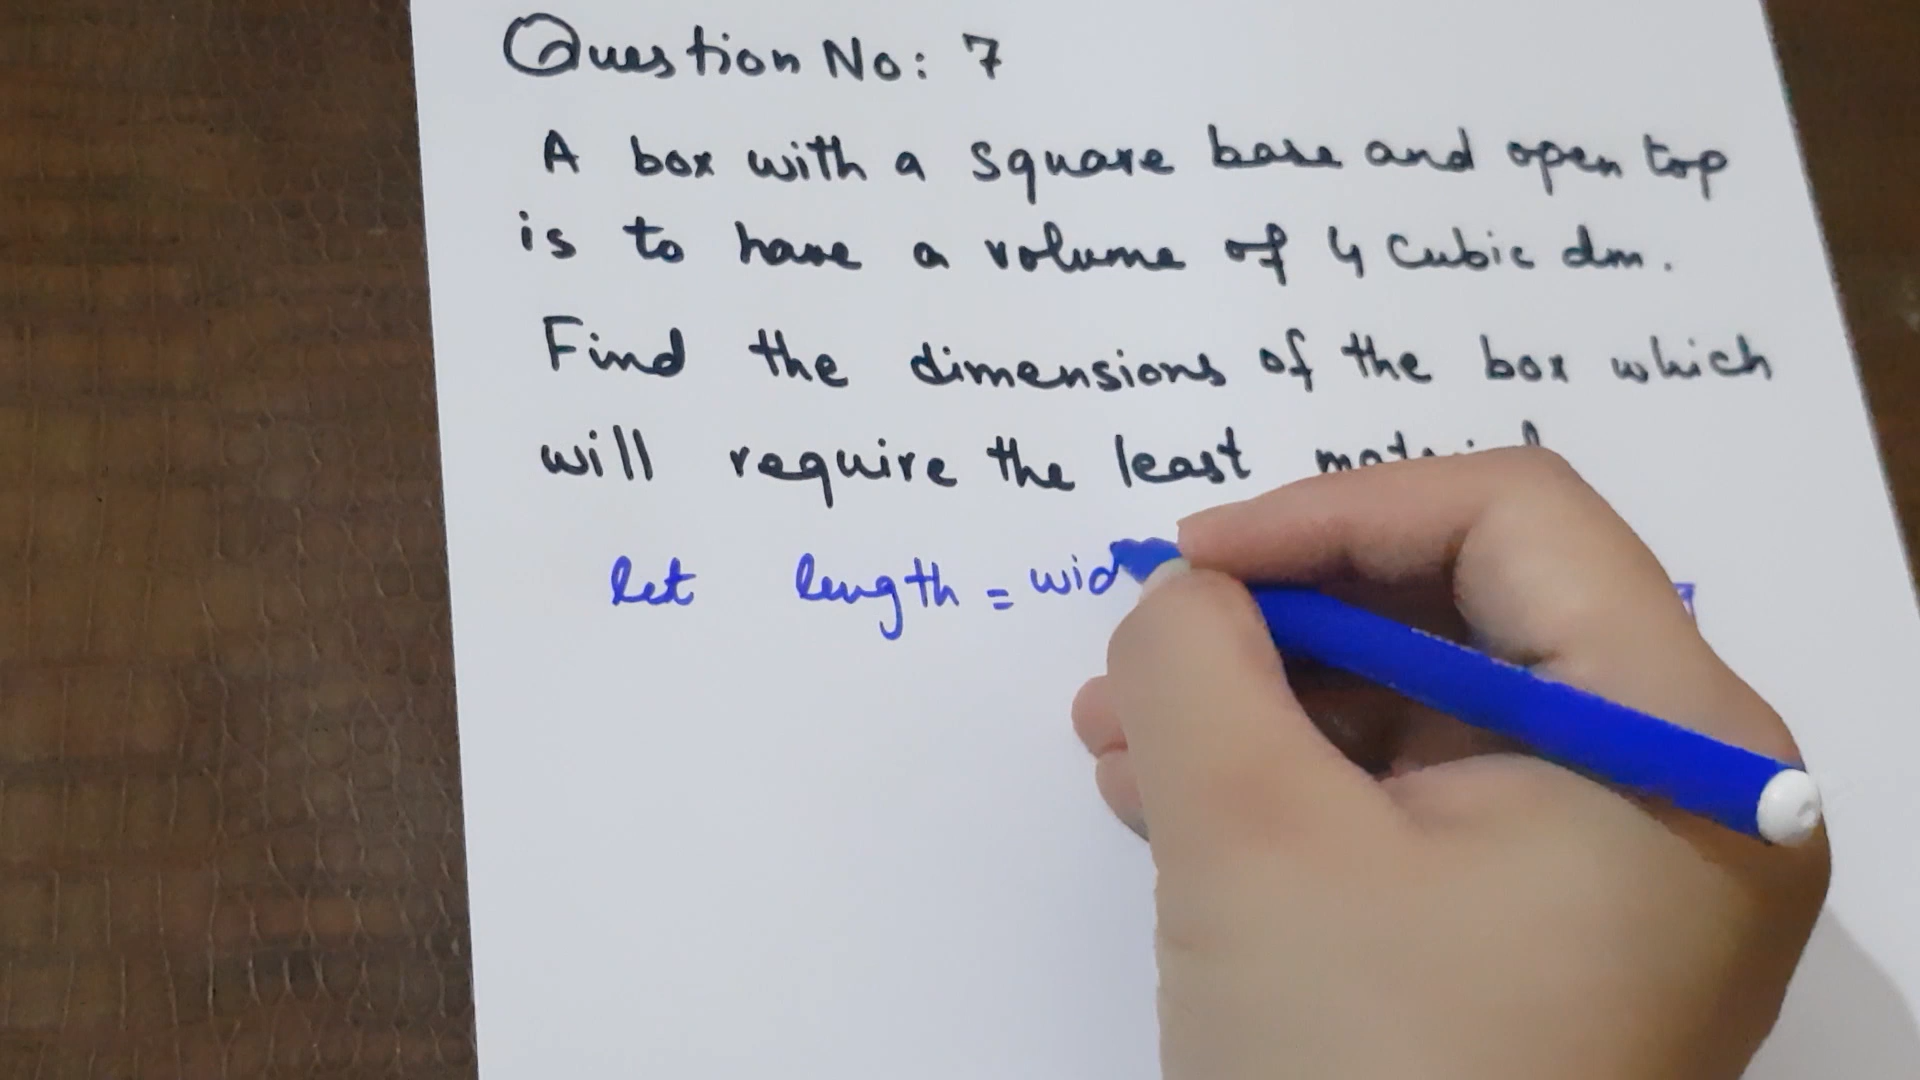 Question No: 7
A box with a square base and open top
is to have a volume of 4 Cubic dm.
Find the dimensions of the box which
will require the least
let length = wid